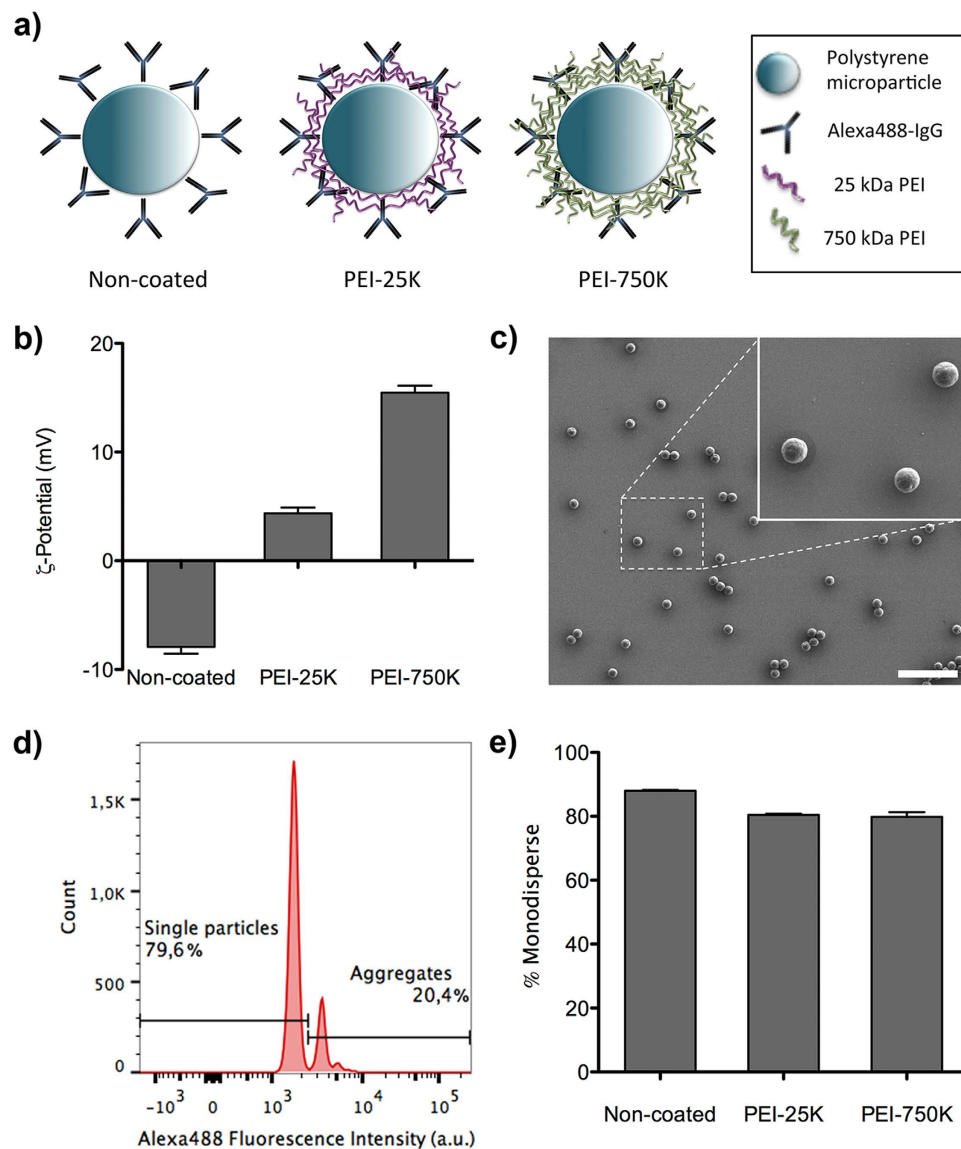 a)
Non-coated
PEI-25K
PEI-750K
Polystyrene
microparticle
Alexa488-IgG
25 kDa PEI
750 kDa PEI
b)
ζ-Potential (mV)
20
10
0
-10
Non-coated
PEI-25K
PEI-750K
c)
d)
Count
1,5K
1,0K
500
0
Single particles
79,6%
Aggregates
20,4%
-10³
0
10³
10⁴
10⁵
Alexa488 Fluorescence Intensity (a.u.)
e)
% Monodisperse
100
80
60
40
20
0
Non-coated
PEI-25K
PEI-750K